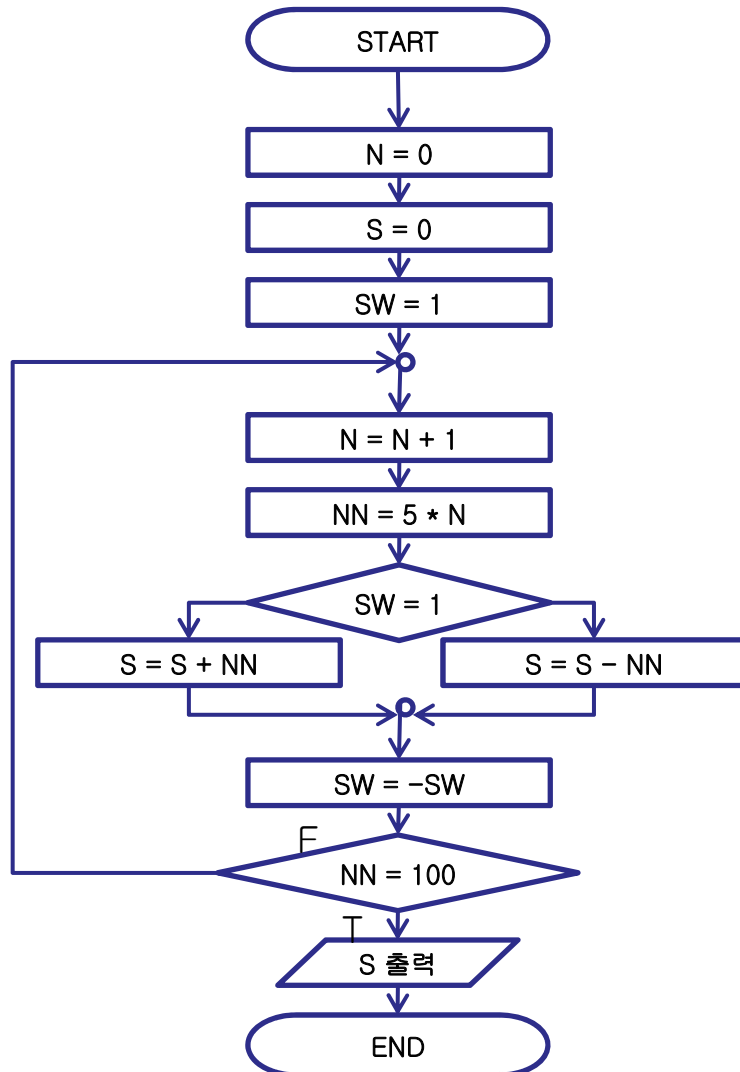 START
N = 0
S = 0
SW = 1
N = N + 1
NN = 5 * N
SW = 1
S = S + NN
S = S - NN
SW = -SW
F
NN = 100
T
S 출력
END